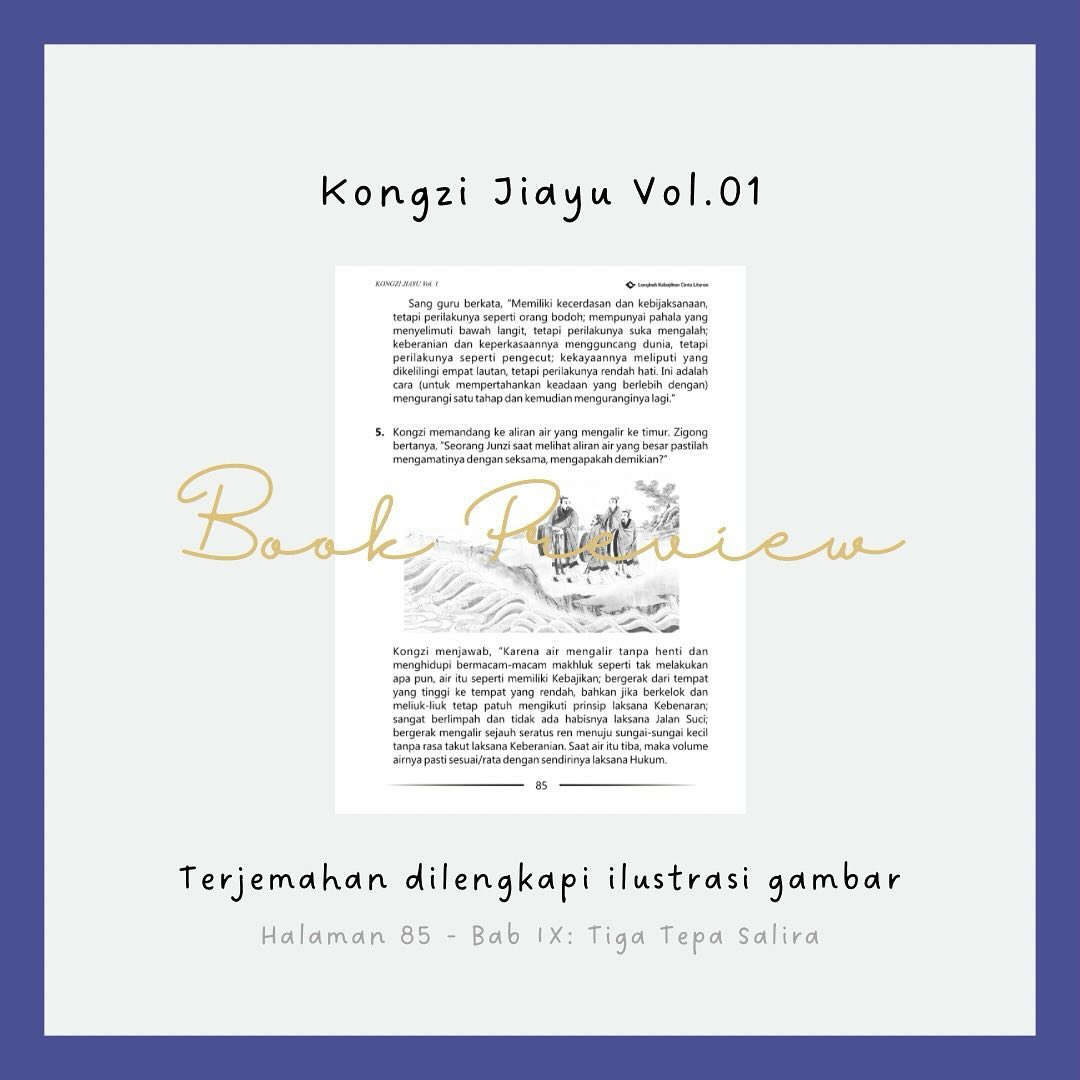 Kongzi Jiayu Vol.01
KONGZI JIAYU Vol. 1
Langkah Kebajikan Cinta Literasi
Sang guru berkata, "Memiliki kecerdasan dan kebijaksanaan,
tetapi perilakunya seperti orang bodoh; mempunyai pahala yang
menyelimuti bawah langit, tetapi perilakunya suka mengalah;
keberanian dan keperkasaannya mengguncang dunia, tetapi
perilakunya seperti pengecut; kekayaannya meliputi yang
dikelilingi empat lautan, tetapi perilakunya rendah hati. Ini adalah
cara (untuk mempertahankan keadaan yang berlebih dengan)
mengurangi satu tahap dan kemudian menguranginya lagi."
5. Kongzi memandang ke aliran air yang mengalir ke timur. Zigong
bertanya, "Seorang Junzi saat melihat aliran air yang besar pastilah
mengamatinya dengan seksama, mengapakah demikian?"
Book Preview
Kongzi menjawab, "Karena air mengalir tanpa henti dan
menghidupi bermacam-macam makhluk seperti tak melakukan
apa pun, air itu seperti memiliki Kebajikan; bergerak dari tempat
yang tinggi ke tempat yang rendah, bahkan jika berkelok dan
meliuk-liuk tetap patuh mengikuti prinsip laksana Kebenaran;
sangat berlimpah dan tidak ada habisnya laksana Jalan Suci;
bergerak mengalir sejauh seratus ren menuju sungai-sungai kecil
tanpa rasa takut laksana Keberanian. Saat air itu tiba, maka volume
airnya pasti sesuai/rata dengan sendirinya laksana Hukum.
85
Terjemahan dilengkapi ilustrasi gambar
Halaman 85 - Bab IX: Tiga Tepa Salira